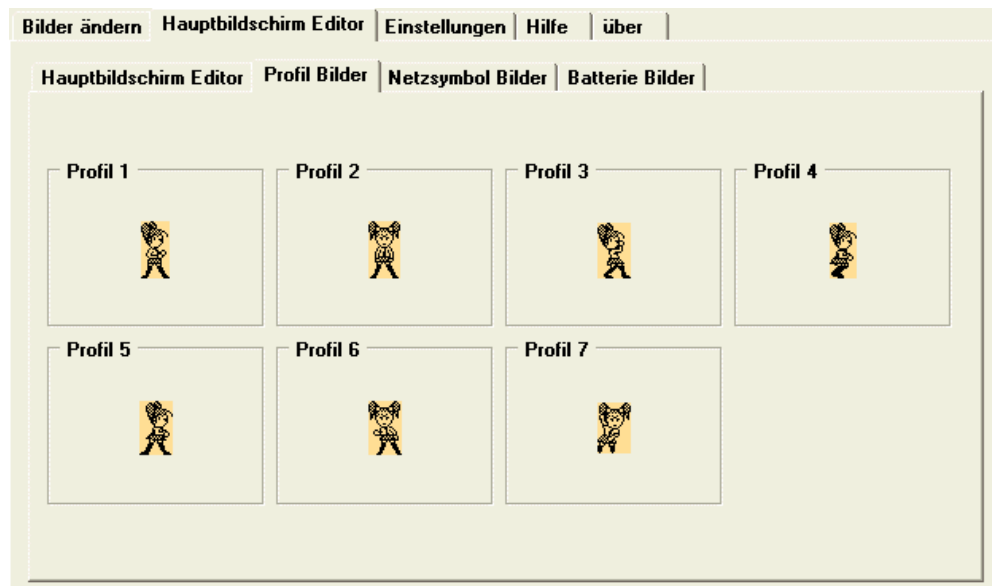 Bilder ändern Hauptbildschirm Editor Einstellungen Hilfe über
Hauptbildschirm Editor Profil Bilder Netzsymbol Bilder Batterie Bilder
Profil 1 Profil 2 Profil 3 Profil 4
Profil 5 Profil 6 Profil 7